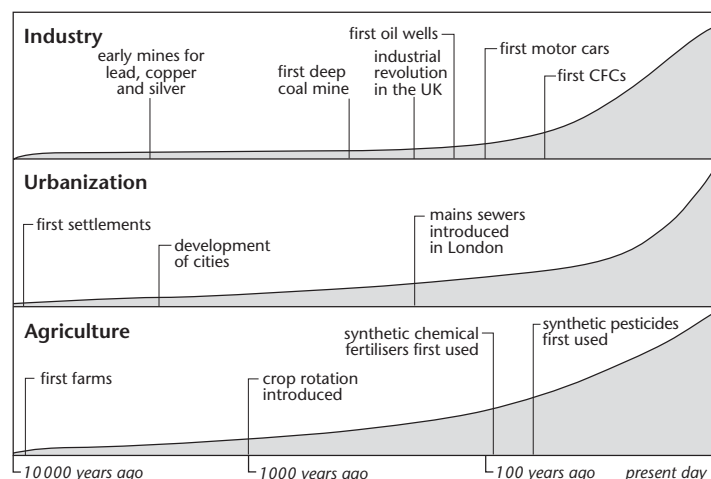 Industry
early mines for
lead, copper
and silver
first deep
coal mine
first oil wells
industrial
revolution
in the UK
first motor cars
first CFCs
Urbanization
first settlements
development
of cities
mains sewers
introduced
in London
Agriculture
first farms
crop rotation
introduced
synthetic chemical
fertilisers first used
synthetic pesticides
first used
10 000 years ago
1000 years ago
100 years ago
present day